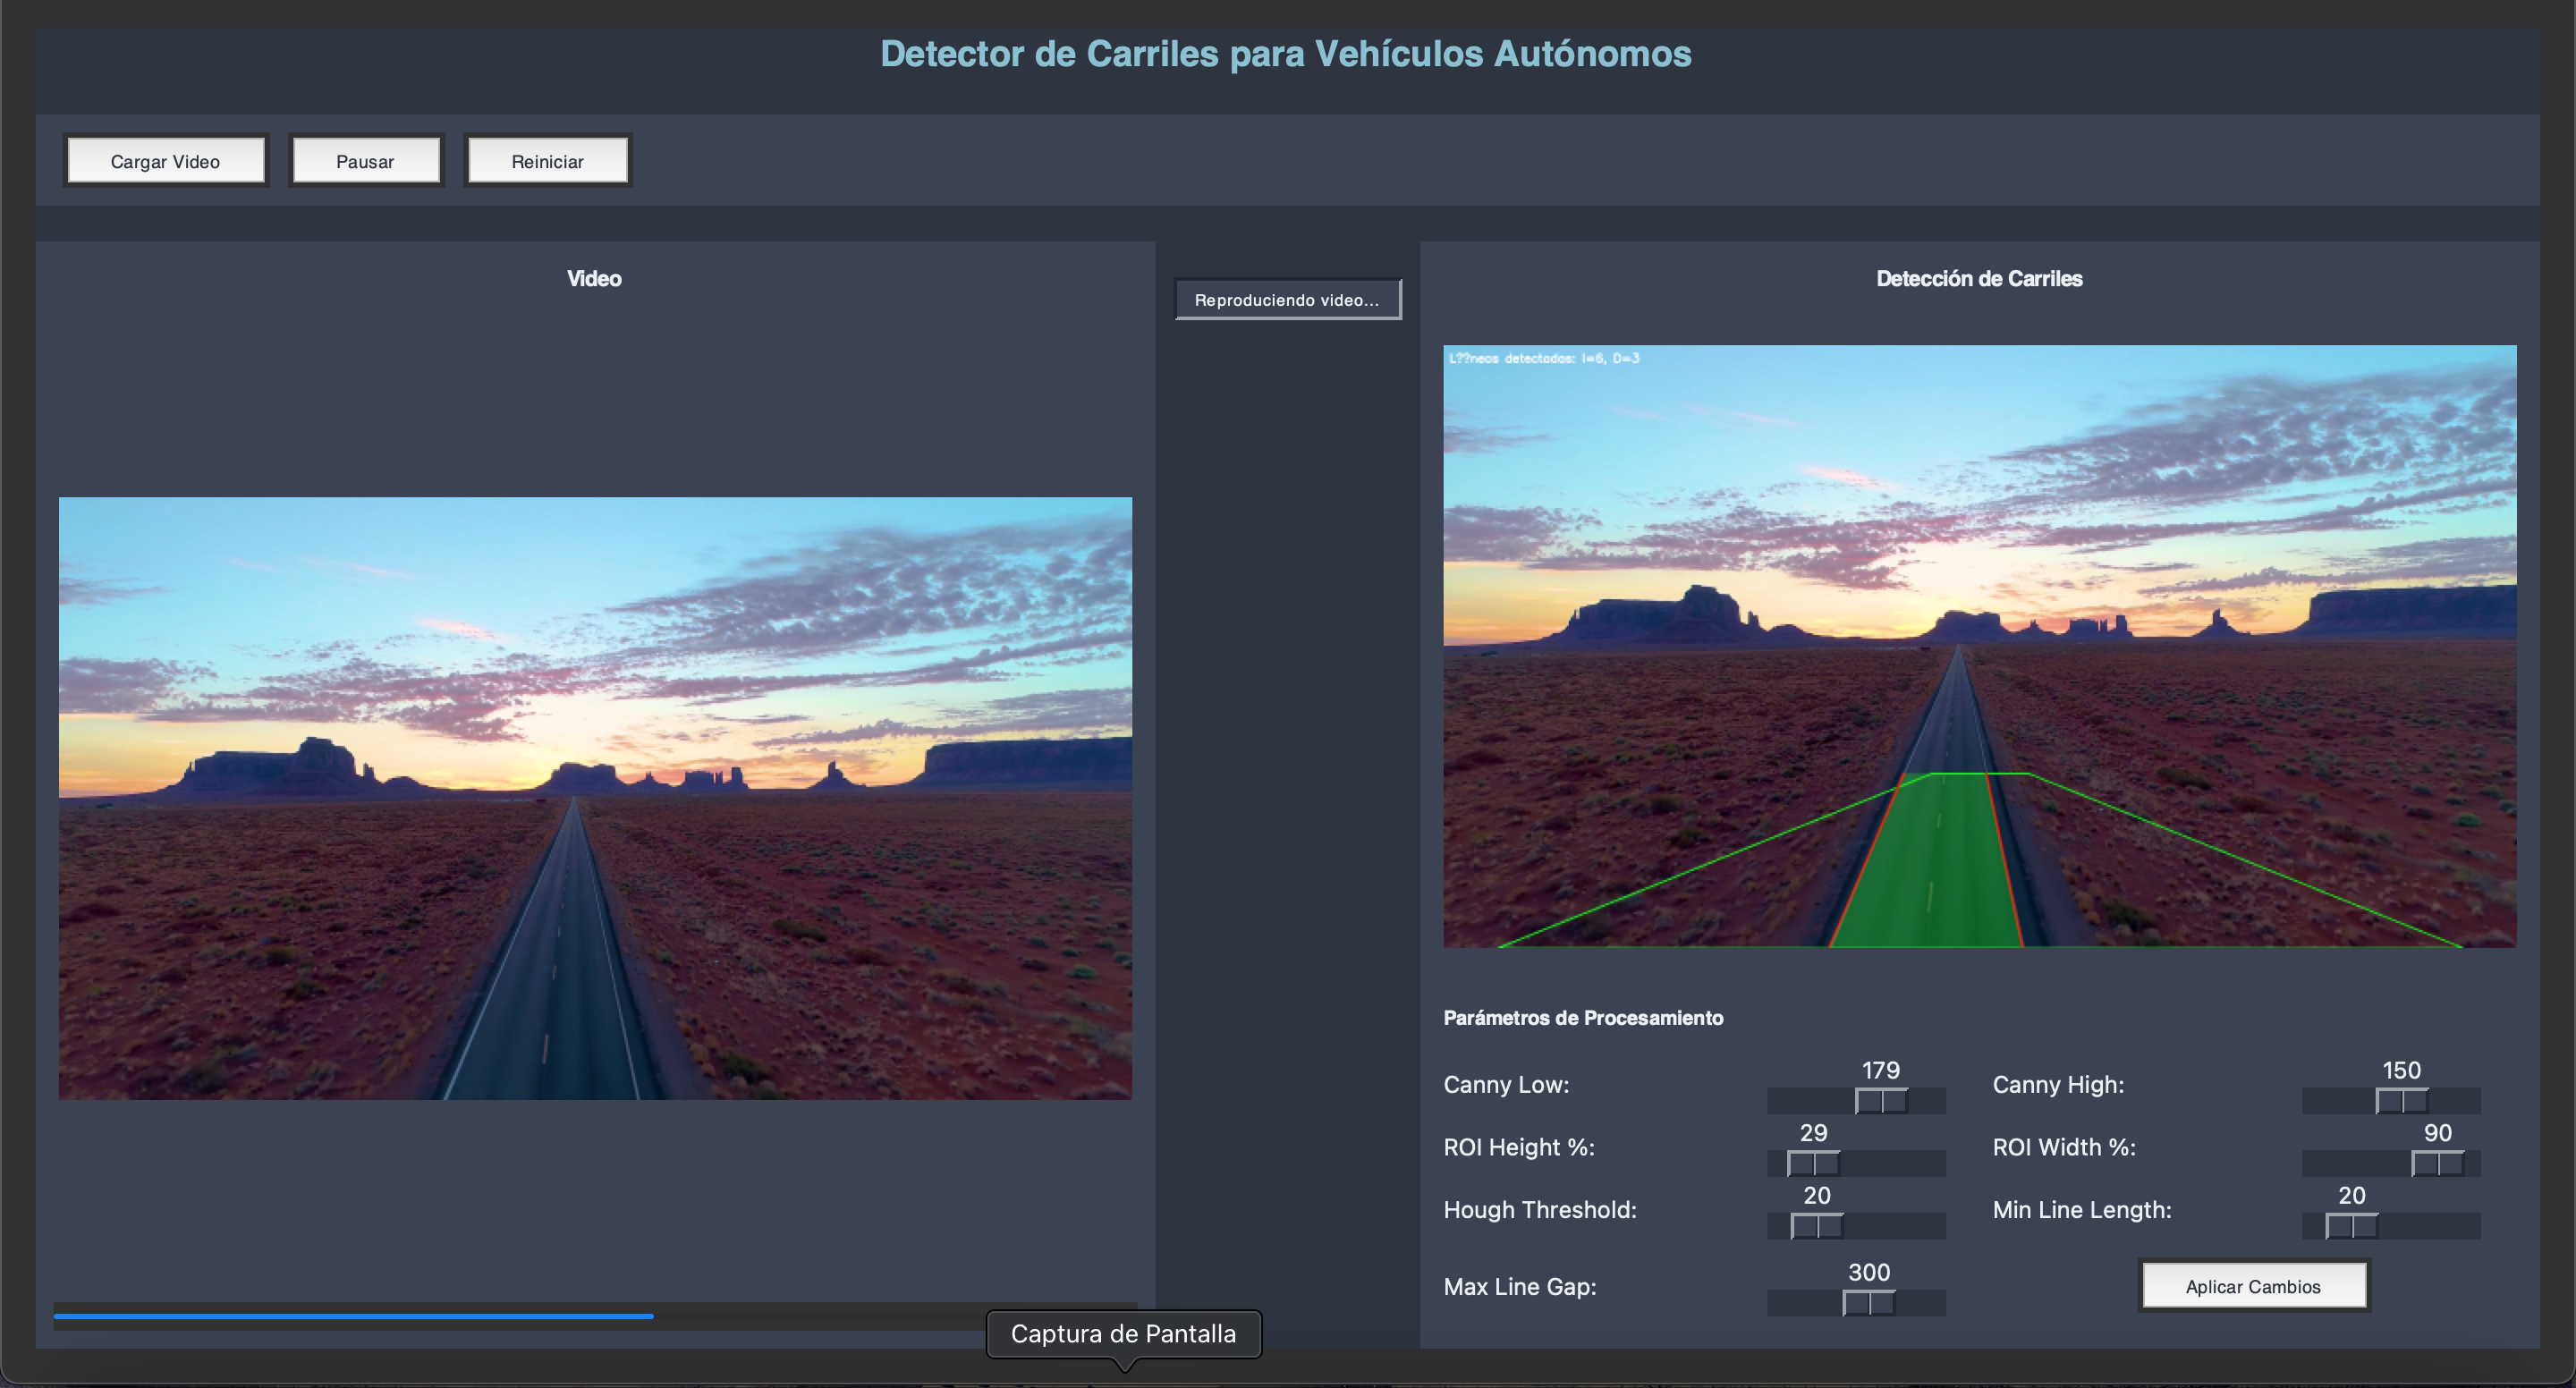 Detector de Carriles para Vehículos Autónomos
Cargar Video
Pausar
Reiniciar
Video
Reproduciendo video...
Detección de Carriles
L??neas detectadas: I=6, D=3
Parámetros de Procesamiento
Canny Low:
179
Canny High:
150
ROI Height %:
29
ROI Width %:
90
Hough Threshold:
20
Min Line Length:
20
Max Line Gap:
300
Aplicar Cambios
Captura de Pantalla